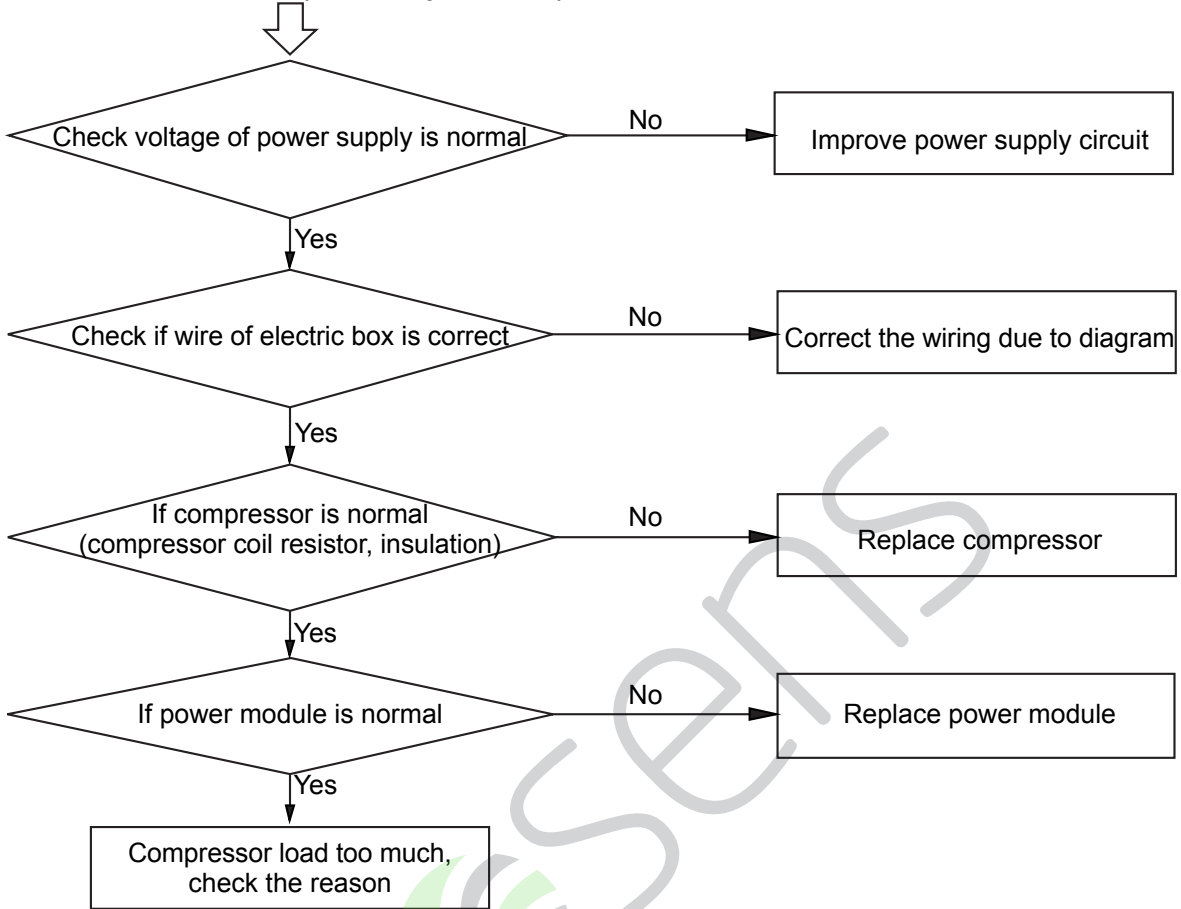 Check voltage of power supply is normal
No
Improve power supply circuit
Yes
Check if wire of electric box is correct
No
Correct the wiring due to diagram
Yes
If compressor is normal
(compressor coil resistor, insulation)
No
Replace compressor
Yes
If power module is normal
No
Replace power module
Yes
Compressor load too much,
check the reason
sens